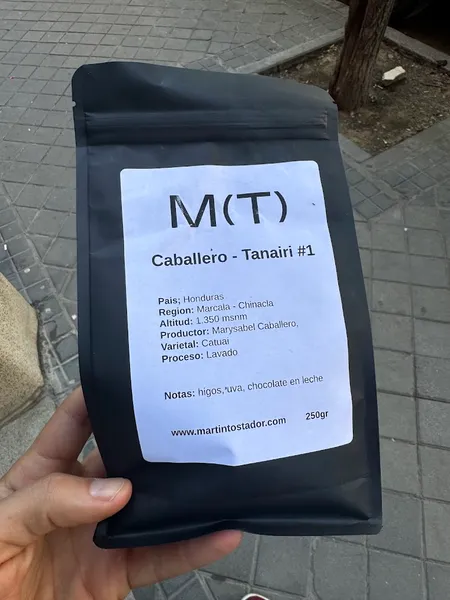 M(T)
Caballero - Tanairi #1
Pais; Honduras
Region: Marcala - Chinacla
Altitud: 1.350 msnm
Productor: Marysabel Caballero,
Varietal: Catuai
Proceso: Lavado
Notas: higos, uva, chocolate en leche
www.martintostador.com 250gr